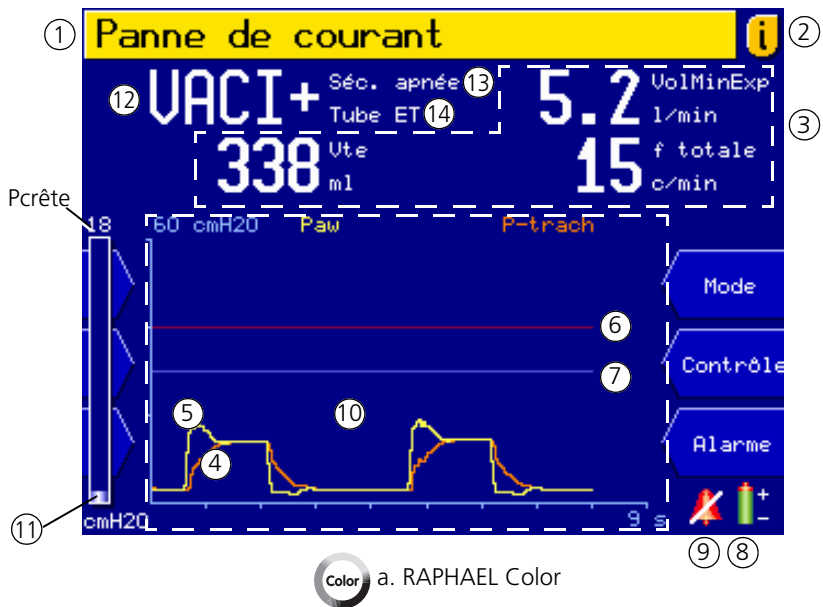 1 Panne de courant i 2
12 VACI+ Séc. apnée 13 5.2 VolMinExp
Tube ET 14 l/min 3
338 Vte 15 f totale
ml c/min
Pcrête
18 60 cmH2O Paw P-trach
Mode
6
Contrôle
7
5 10
Alarme
4
+
-
11 cmH2O 9 s
9 8
Color a. RAPHAEL Color